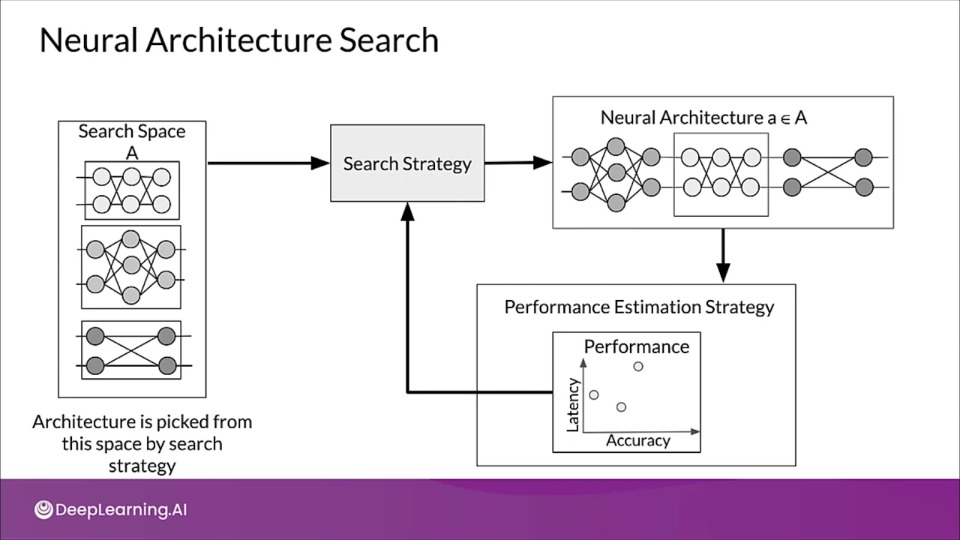 Neural Architecture Search
Search Space
A
Search Strategy
Neural Architecture a ∈ A
Performance Estimation Strategy
Performance
Latency
Accuracy
Architecture is picked from
this space by search
strategy
DeepLearning.AI